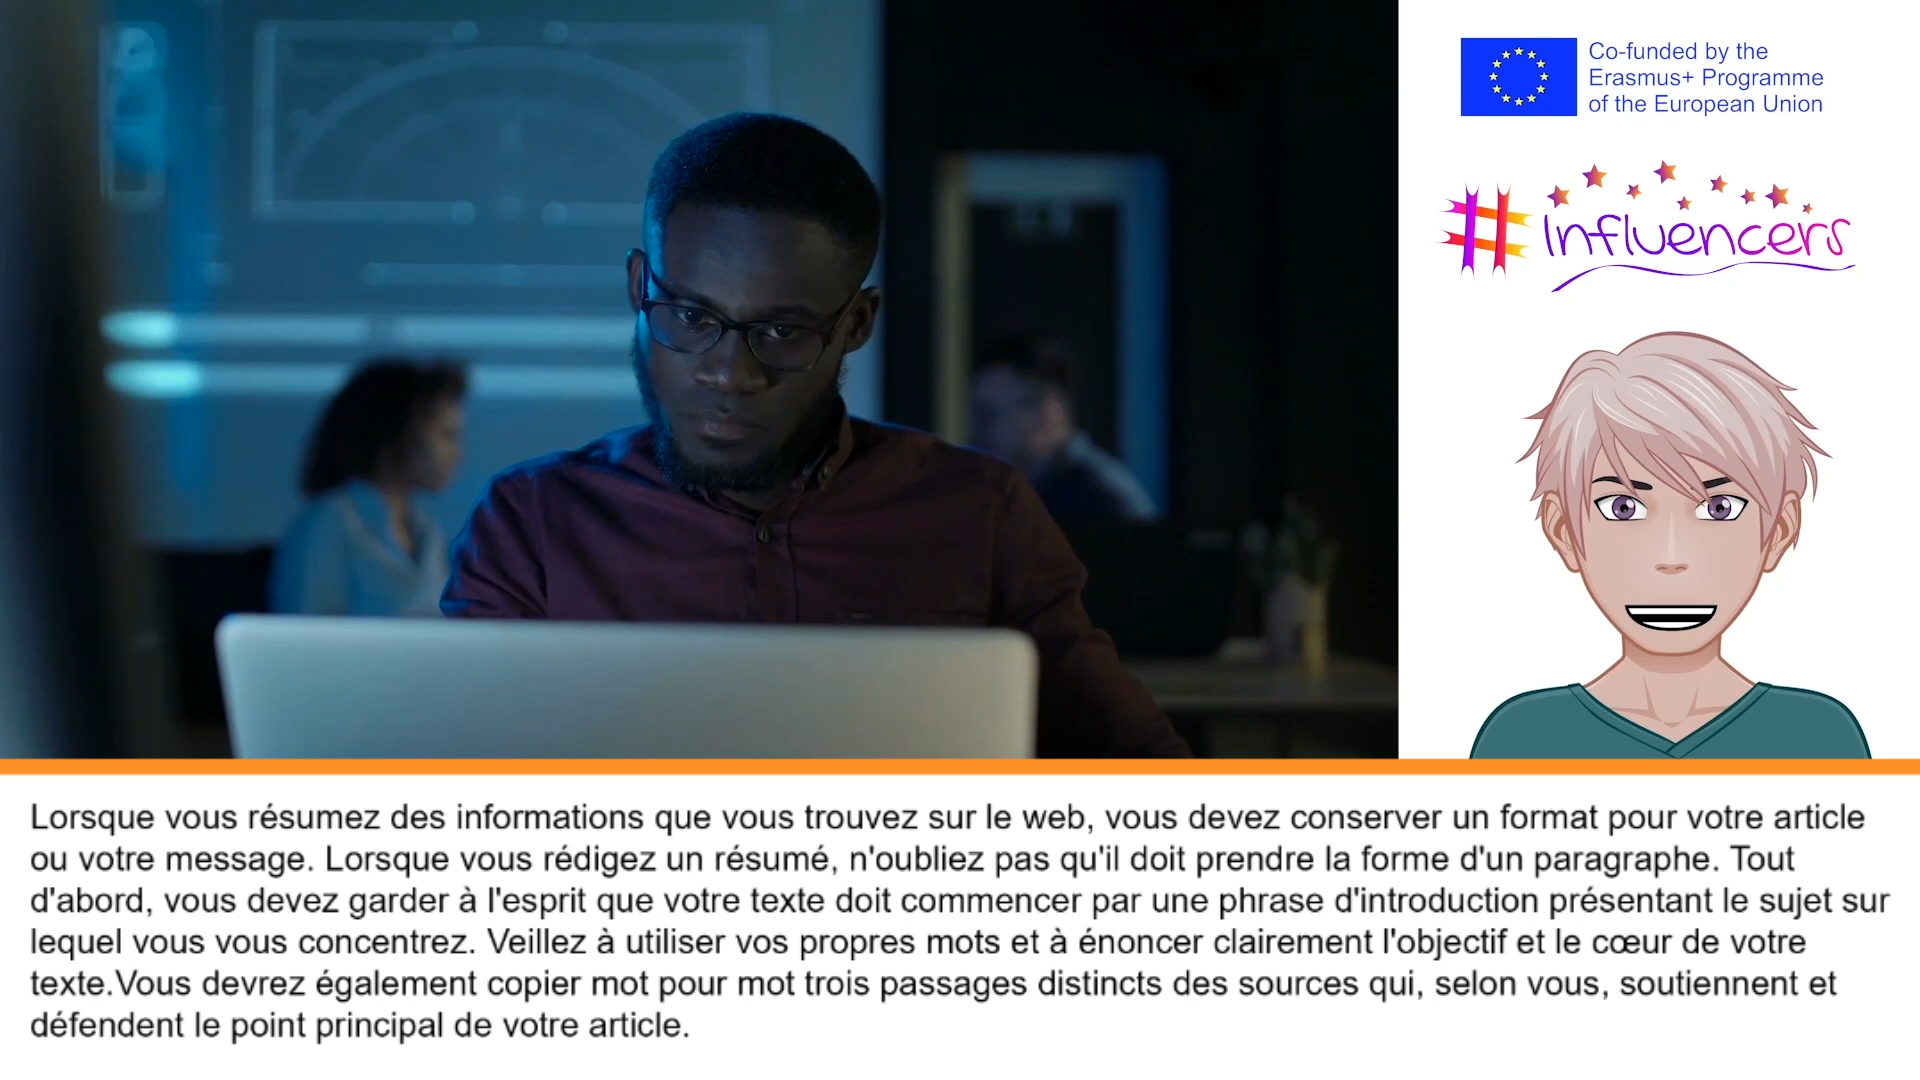 Co-funded by the
Erasmus+ Programme
of the European Union
#Influencers
Lorsque vous résumez des informations que vous trouvez sur le web, vous devez conserver un format pour votre article
ou votre message. Lorsque vous rédigez un résumé, n'oubliez pas qu'il doit prendre la forme d'un paragraphe. Tout
d'abord, vous devez garder à l'esprit que votre texte doit commencer par une phrase d'introduction présentant le sujet sur
lequel vous vous concentrez. Veillez à utiliser vos propres mots et à énoncer clairement l'objectif et le cœur de votre
texte.Vous devrez également copier mot pour mot trois passages distincts des sources qui, selon vous, soutiennent et
défendent le point principal de votre article.